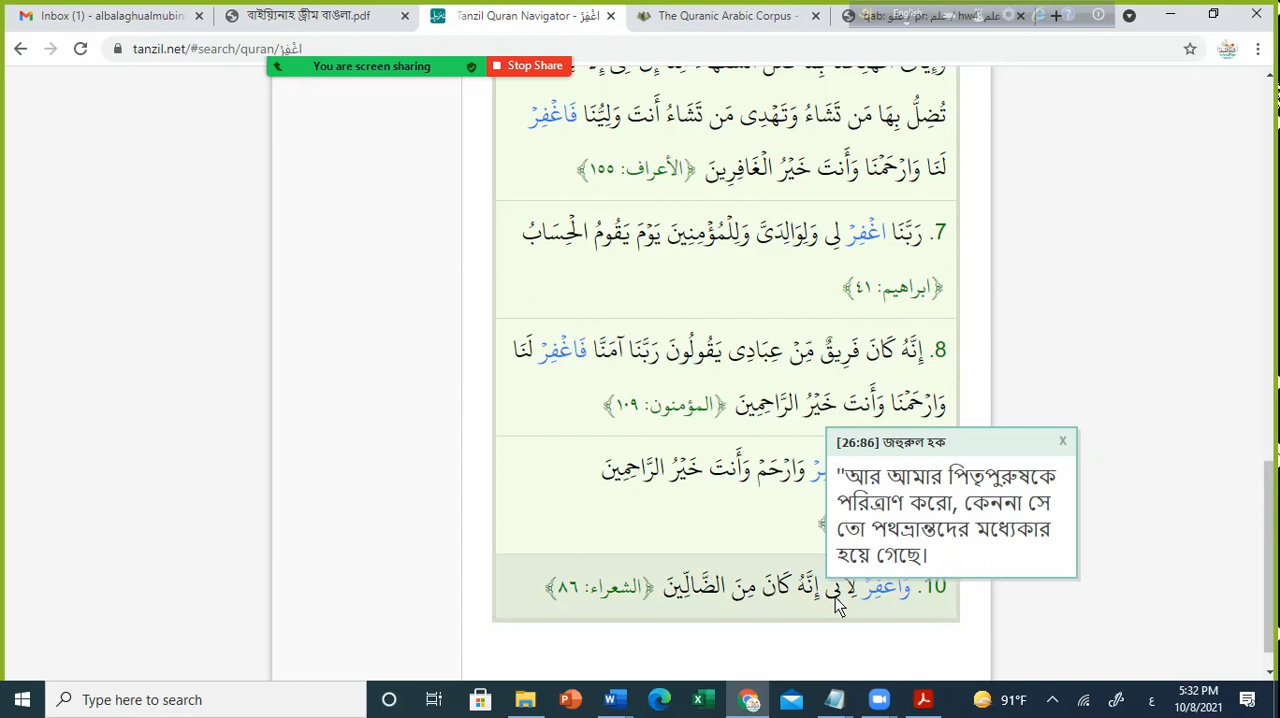 Inbox (1) - albalaghualmubin
বাইয়্যিনাহ ড্রীম বাঙলা.pdf
Tanzil Quran Navigator - اغْفِرْ
The Quranic Arabic Corpus -
tanzil.net/#search/quran/اغْفِرْ
You are screen sharing
Stop Share
تُضِلُّ بِهَا مَن تَشَاءُ وَتَهْدِى مَن تَشَاءُ أَنتَ وَلِيُّنَا فَاغْفِرْ
لَنَا وَارْحَمْنَا وَأَنتَ خَيْرُ الْغَافِرِينَ ﴿الأعراف: ١٥٥﴾
7. رَبَّنَا اغْفِرْ لِى وَلِوَالِدَىَّ وَلِلْمُؤْمِنِينَ يَوْمَ يَقُومُ الْحِسَابُ
﴿ابراهيم: ٤١﴾
8. إِنَّهُ كَانَ فَرِيقٌ مِّنْ عِبَادِى يَقُولُونَ رَبَّنَا آمَنَّا فَاغْفِرْ لَنَا
وَارْحَمْنَا وَأَنتَ خَيْرُ الرَّاحِمِينَ ﴿المؤمنون: ١٠٩﴾
وَارْحَمْ وَأَنتَ خَيْرُ الرَّاحِمِينَ
[26:86] জহুরুল হক
X
"আর আমার পিতৃপুরুষকে
পরিত্রাণ করো, কেননা সে
তো পথভ্রান্তদের মধ্যেকার
হয়ে গেছে।
10. وَاغْفِرْ لِأَبِى إِنَّهُ كَانَ مِنَ الضَّالِّينَ ﴿الشعراء: ٨٦﴾
Type here to search
91°F
ع
5:32 PM
10/8/2021